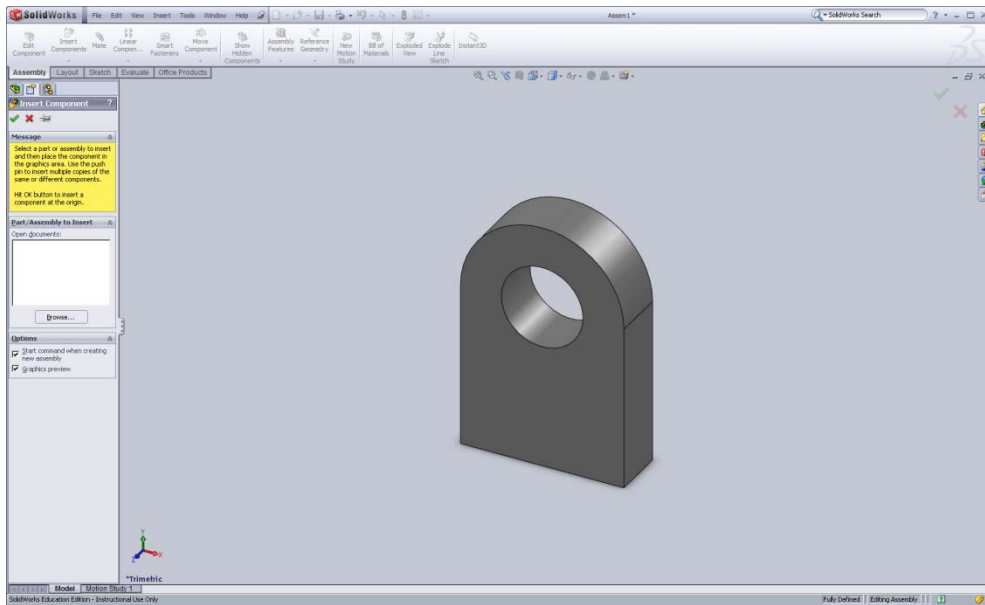 SolidWorks File Edit View Insert Tools Window Help
Assem1 *
SolidWorks Search
Edit Component
Insert Components
Mate
Linear Compon...
Smart Fasteners
Move Component
Show Hidden Components
Assembly Features
Reference Geometry
New Motion Study
Bill of Materials
Exploded View
Explode Line Sketch
Instant3D
Assembly Layout Sketch Evaluate Office Products
Insert Component ?
Message
Select a part or assembly to insert
and then place the component in
the graphics area. Use the push
pin to insert multiple copies of the
same or different components.
Hit OK button to insert a
component at the origin.
Part/Assembly to Insert
Open documents:
Browse...
Options
Start command when creating
new assembly
Graphics preview
Y
X
Z
*Trimetric
Model Motion Study 1
SolidWorks Education Edition - Instructional Use Only
Fully Defined Editing Assembly